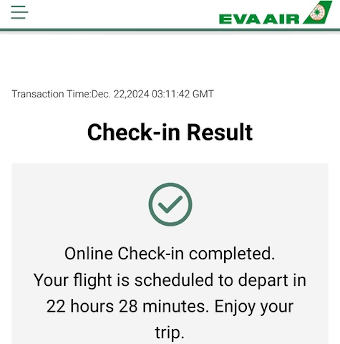 EVA AIR
Transaction Time:Dec. 22,2024 03:11:42 GMT
Check-in Result
Online Check-in completed.
Your flight is scheduled to depart in
22 hours 28 minutes. Enjoy your
trip.